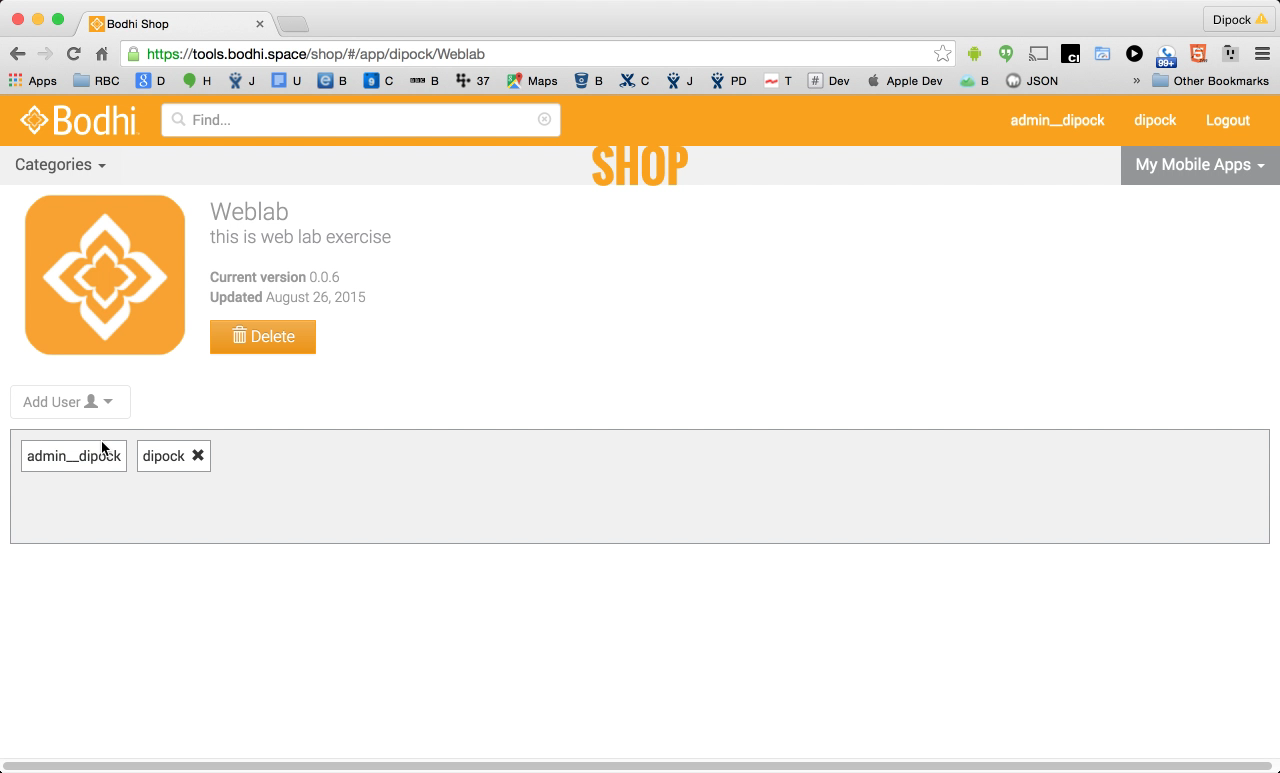 Bodhi Shop
Dipock
https://tools.bodhi.space/shop/#/app/dipock/Weblab
99+
Apps RBC D H J U B C B 37 Maps B C J PD T Dev Apple Dev B JSON » Other Bookmarks
Bodhi Find... admin__dipock dipock Logout
Categories SHOP My Mobile Apps
Weblab
this is web lab exercise
Current version 0.0.6
Updated August 26, 2015
Delete
Add User
admin__dipock dipock